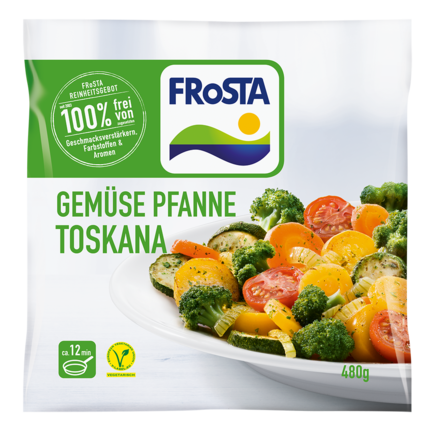 FRoSTA
REINHEITSGEBOT
100% frei
von
Geschmacksverstärkern,
Farbstoffen &
Aromen
FRoSTA
GEMÜSE PFANNE
TOSKANA
ca. 12 min
V
VEGETARISCH
480g